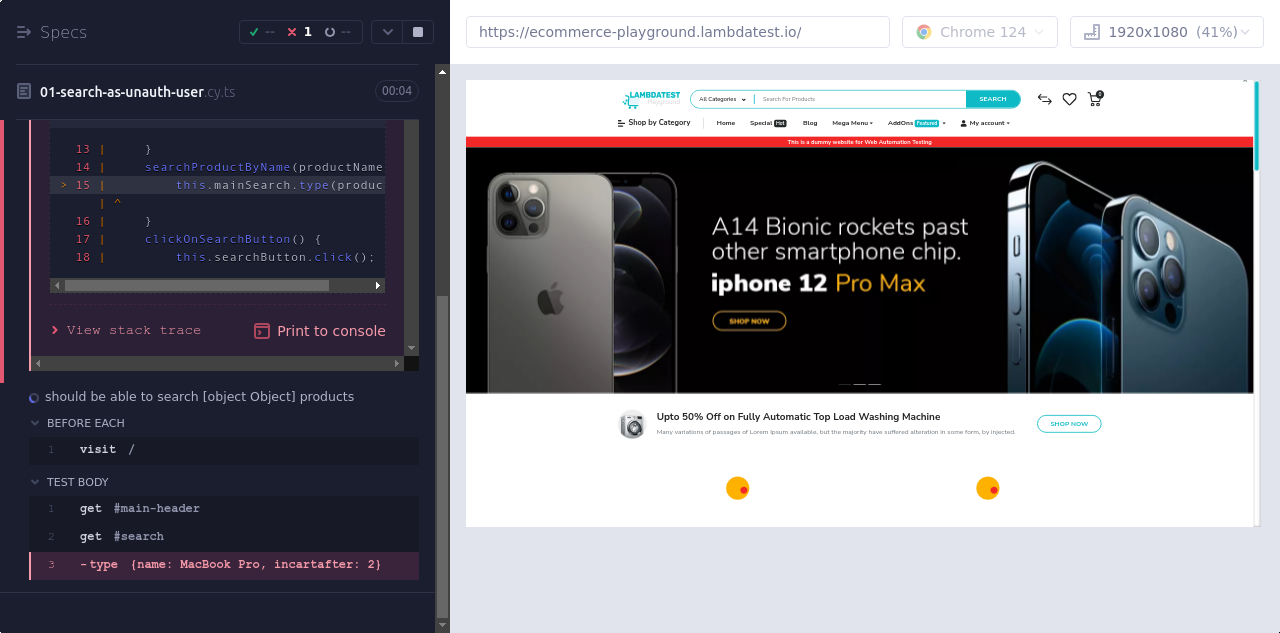 Specs
--
1
--
https://ecommerce-playground.lambdatest.io/
Chrome 124
1920x1080 (41%)
01-search-as-unauth-user.cy.ts
00:04
13 | }
14 | searchProductByName(productName
> 15 | this.mainSearch.type(produc
| ^
16 | }
17 | clickOnSearchButton() {
18 | this.searchButton.click();
View stack trace
Print to console
should be able to search [object Object] products
BEFORE EACH
1 visit /
TEST BODY
1 get #main-header
2 get #search
3 -type {name: MacBook Pro, incartafter: 2}
LAMBDATEST
Playground
All Categories
Search For Products
SEARCH
0
Shop by Category
Home
Special Hot
Blog
Mega Menu
AddOns Featured
My account
This is a dummy website for Web Automation Testing
A14 Bionic rockets past
other smartphone chip.
iphone 12 Pro Max
SHOP NOW
Upto 50% Off on Fully Automatic Top Load Washing Machine
Many variations of passages of Lorem Ipsum available, but the majority have suffered alteration in some form, by injected.
SHOP NOW